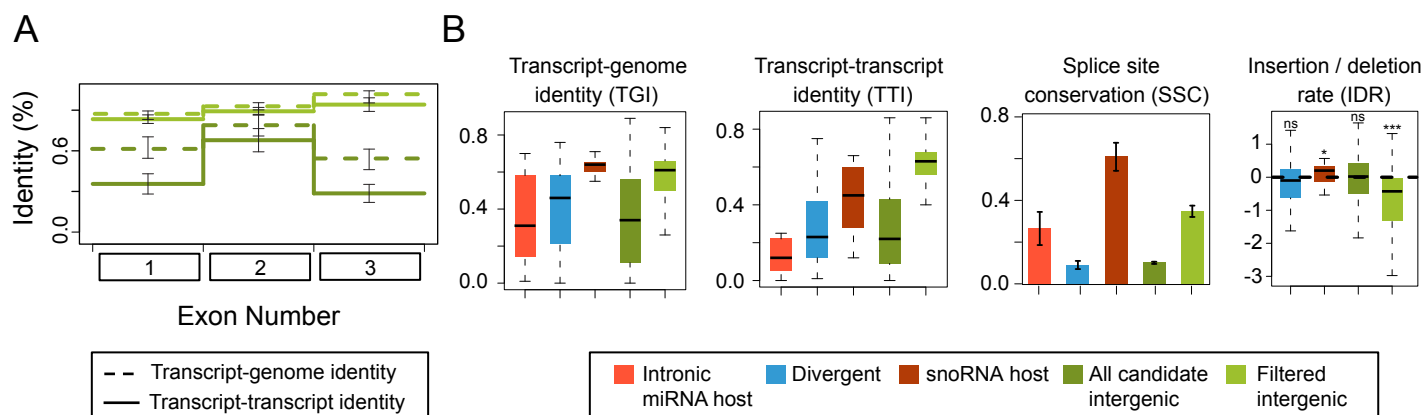 A
B
Identity (%)
0.6
0.0
1
2
3
Exon Number
Transcript-genome identity
Transcript-transcript identity
Transcript-genome
identity (TGI)
0.8
0.4
0.0
Transcript-transcript
identity (TTI)
0.8
0.4
0.0
Splice site
conservation (SSC)
0.8
0.4
0.0
Insertion / deletion
rate (IDR)
ns
*
ns
***
1
0
-1
-2
-3
Intronic
miRNA host
Divergent
snoRNA host
All candidate
intergenic
Filtered
intergenic